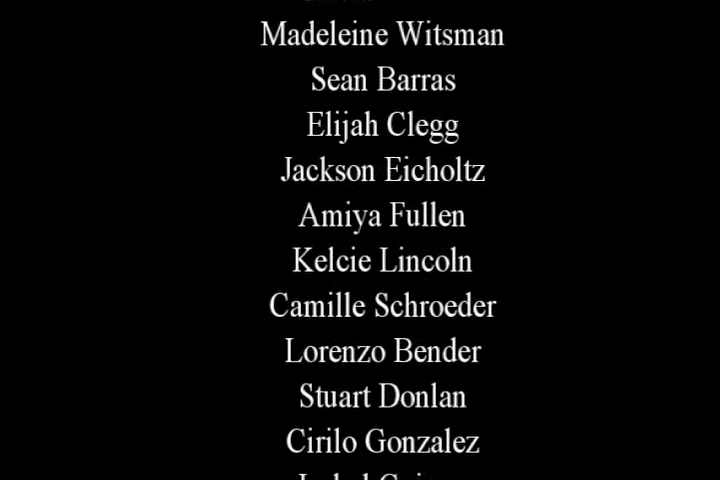 Madeleine Witsman
Sean Barras
Elijah Clegg
Jackson Eicholtz
Amiya Fullen
Kelcie Lincoln
Camille Schroeder
Lorenzo Bender
Stuart Donlan
Cirilo Gonzalez